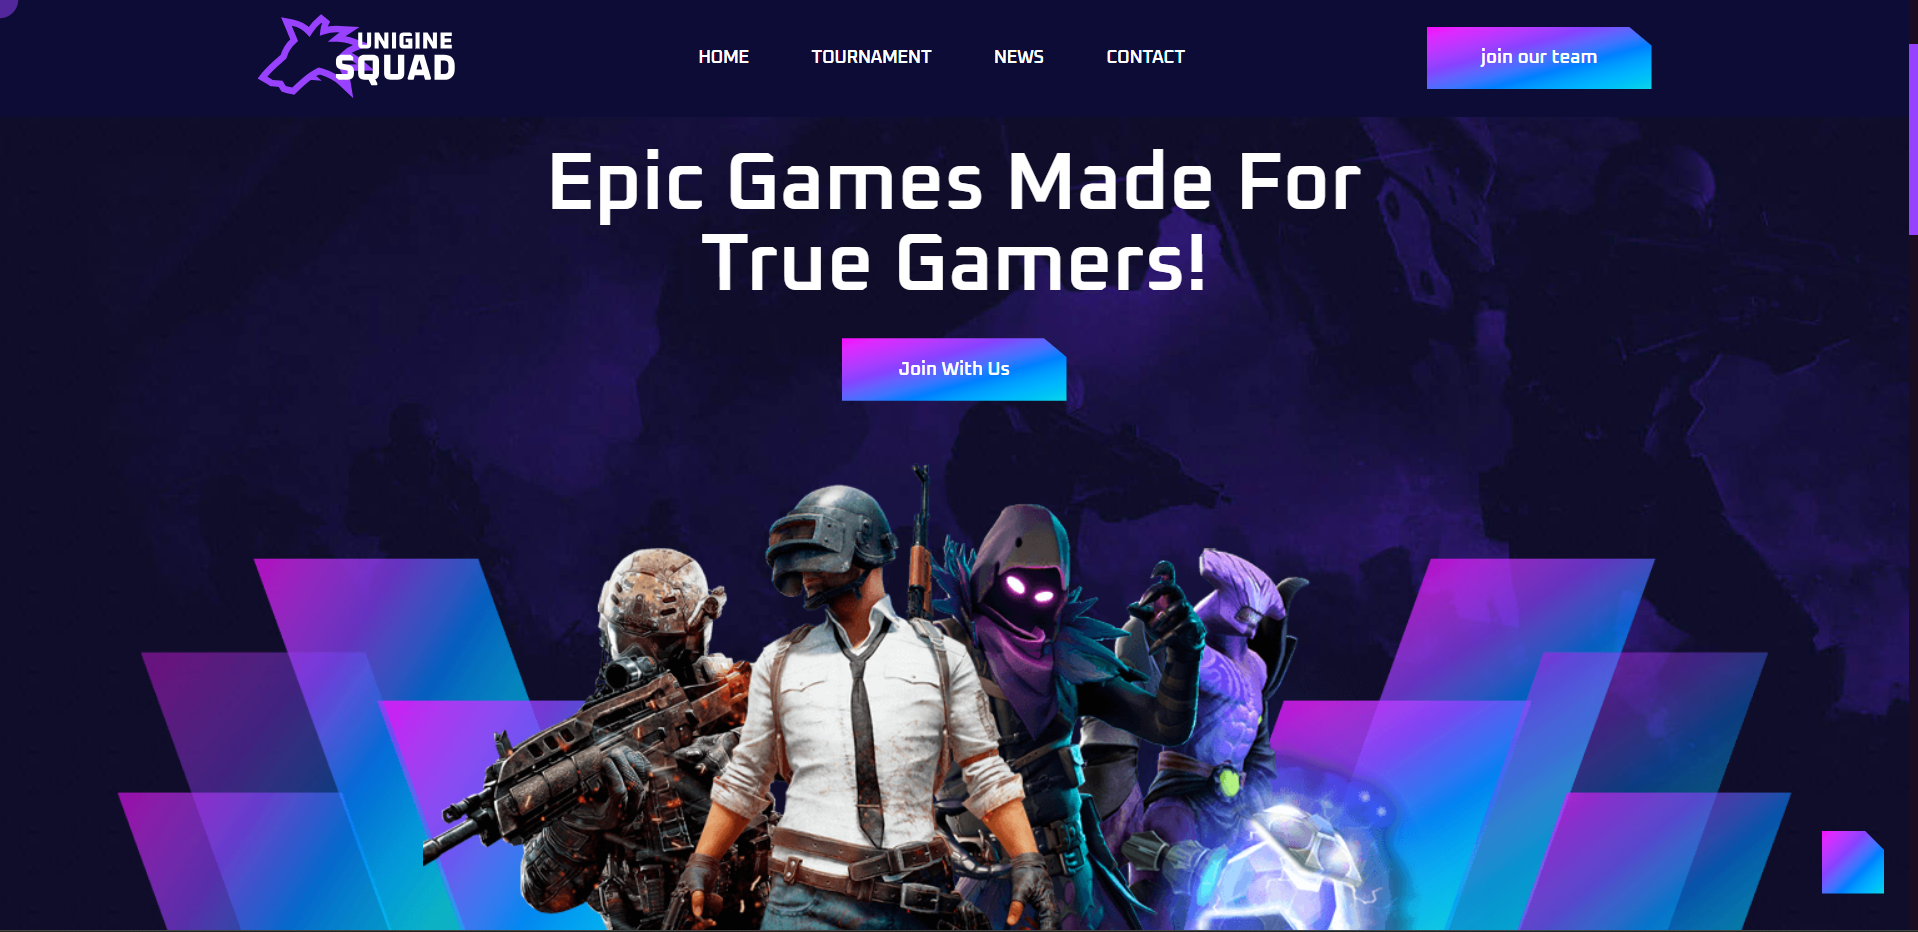 UNIGINE
SQUAD
HOME TOURNAMENT NEWS CONTACT
join our team
Epic Games Made For
True Gamers!
Join With Us